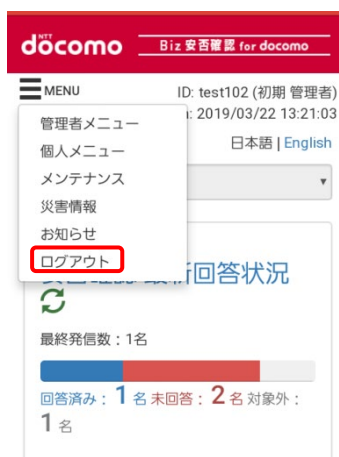 NTT
döcomo Biz 安否確認 for docomo
MENU ID: test102 (初期 管理者)
: 2019/03/22 13:21:03
日本語 | English
管理者メニュー
個人メニュー
メンテナンス
災害情報
お知らせ
ログアウト
最新回答状況
最終発信数：1名
回答済み： 1 名 未回答： 2 名 対象外：
1 名